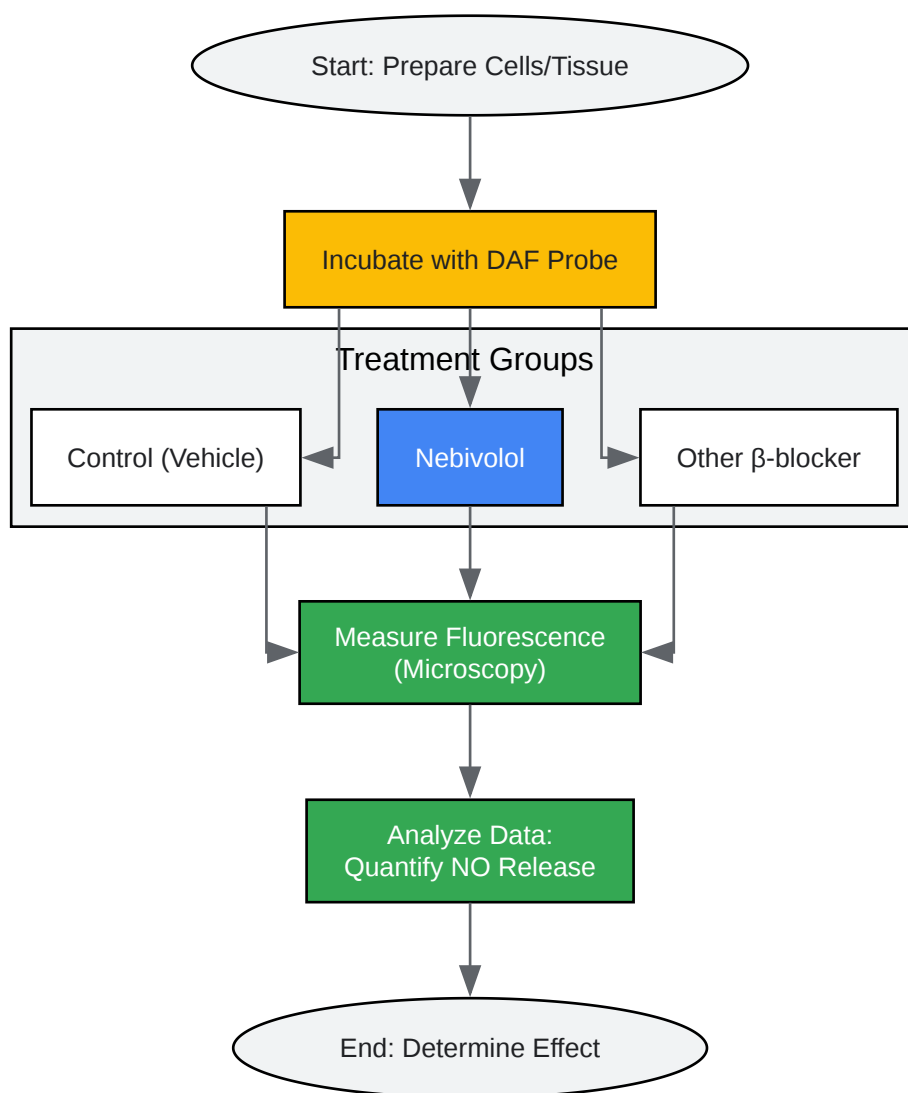 Start: Prepare Cells/Tissue
Incubate with DAF Probe
Treatment Groups
Control (Vehicle)
Nebivolol
Other β-blocker
Measure Fluorescence
(Microscopy)
Analyze Data:
Quantify NO Release
End: Determine Effect